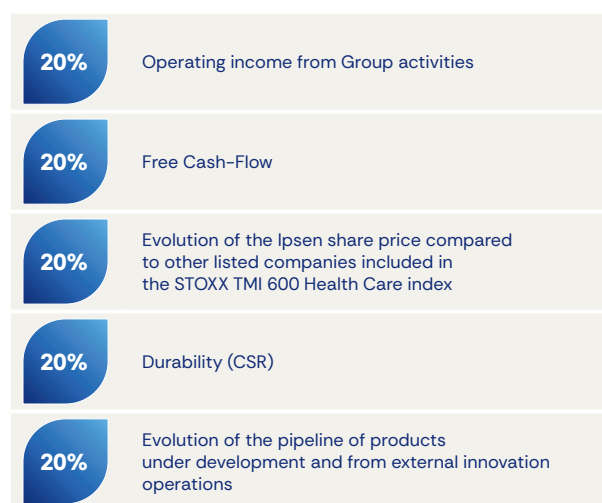 20%
Operating income from Group activities
20%
Free Cash-Flow
20%
Evolution of the Ipsen share price compared
to other listed companies included in
the STOXX TMI 600 Health Care index
20%
Durability (CSR)
20%
Evolution of the pipeline of products
under development and from external innovation
operations